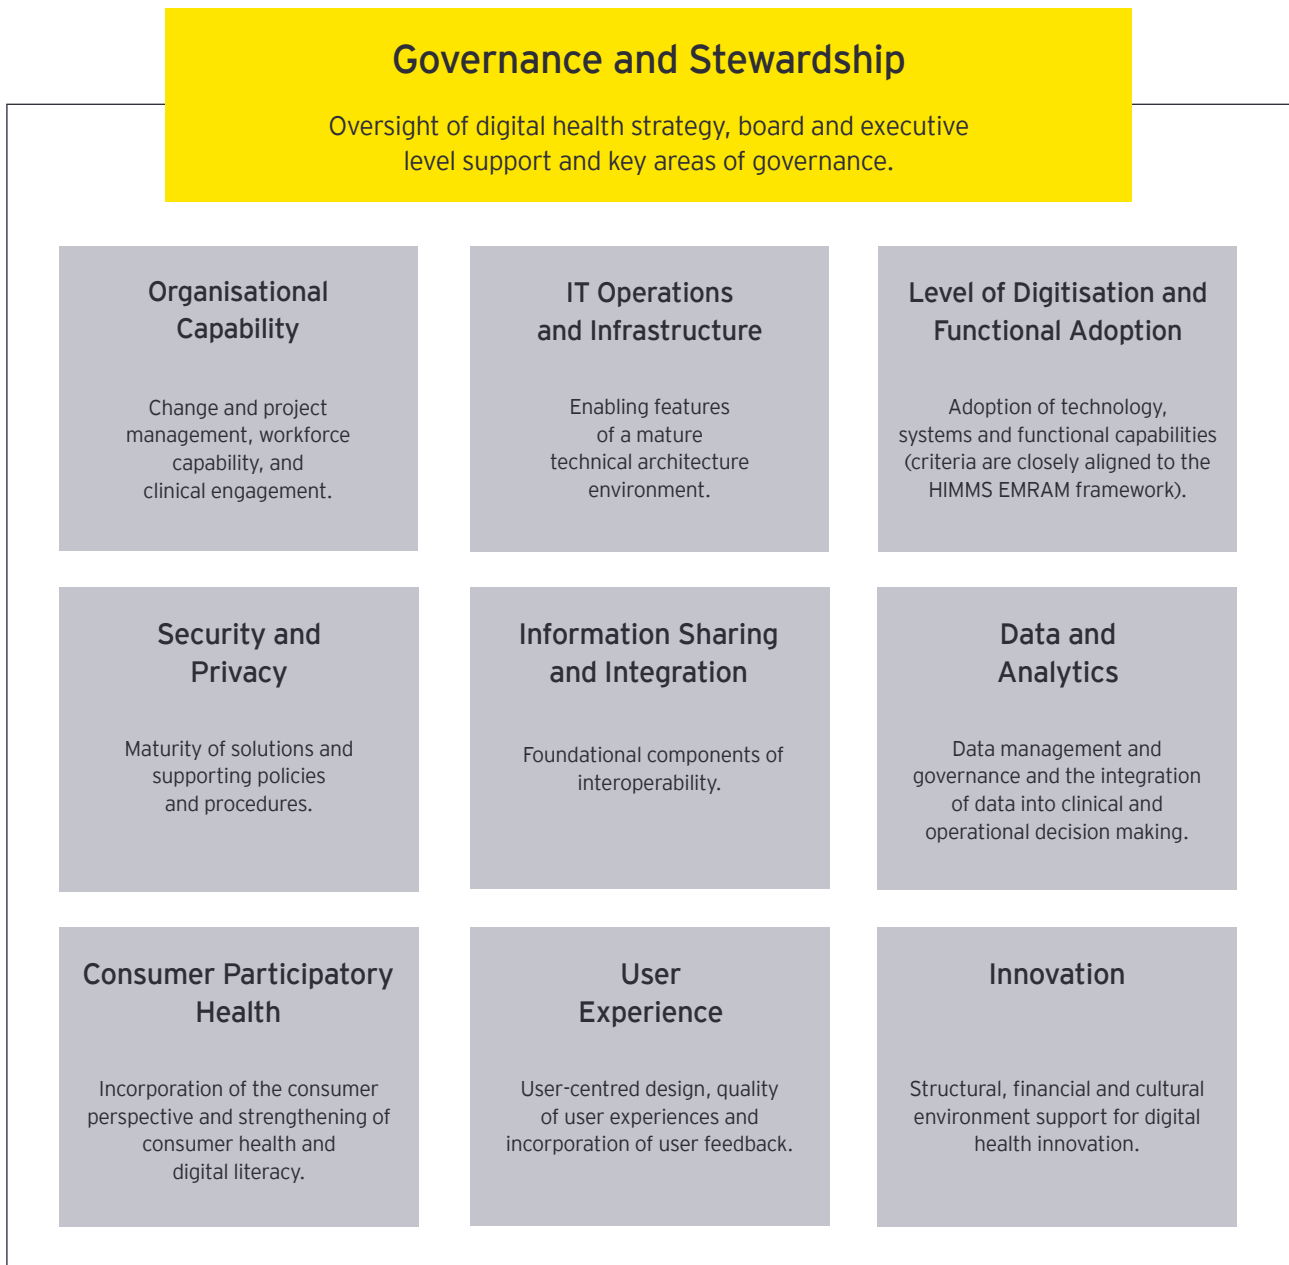 Governance and Stewardship
Oversight of digital health strategy, board and executive
level support and key areas of governance.
Organisational
Capability
Change and project
management, workforce
capability, and
clinical engagement.
IT Operations
and Infrastructure
Enabling features
of a mature
technical architecture
environment.
Level of Digitisation and
Functional Adoption
Adoption of technology,
systems and functional capabilities
(criteria are closely aligned to the
HIMMS EMRAM framework).
Security and
Privacy
Maturity of solutions and
supporting policies
and procedures.
Information Sharing
and Integration
Foundational components of
interoperability.
Data and
Analytics
Data management and
governance and the integration
of data into clinical and
operational decision making.
Consumer Participatory
Health
Incorporation of the consumer
perspective and strengthening of
consumer health and
digital literacy.
User
Experience
User-centred design, quality
of user experiences and
incorporation of user feedback.
Innovation
Structural, financial and cultural
environment support for digital
health innovation.